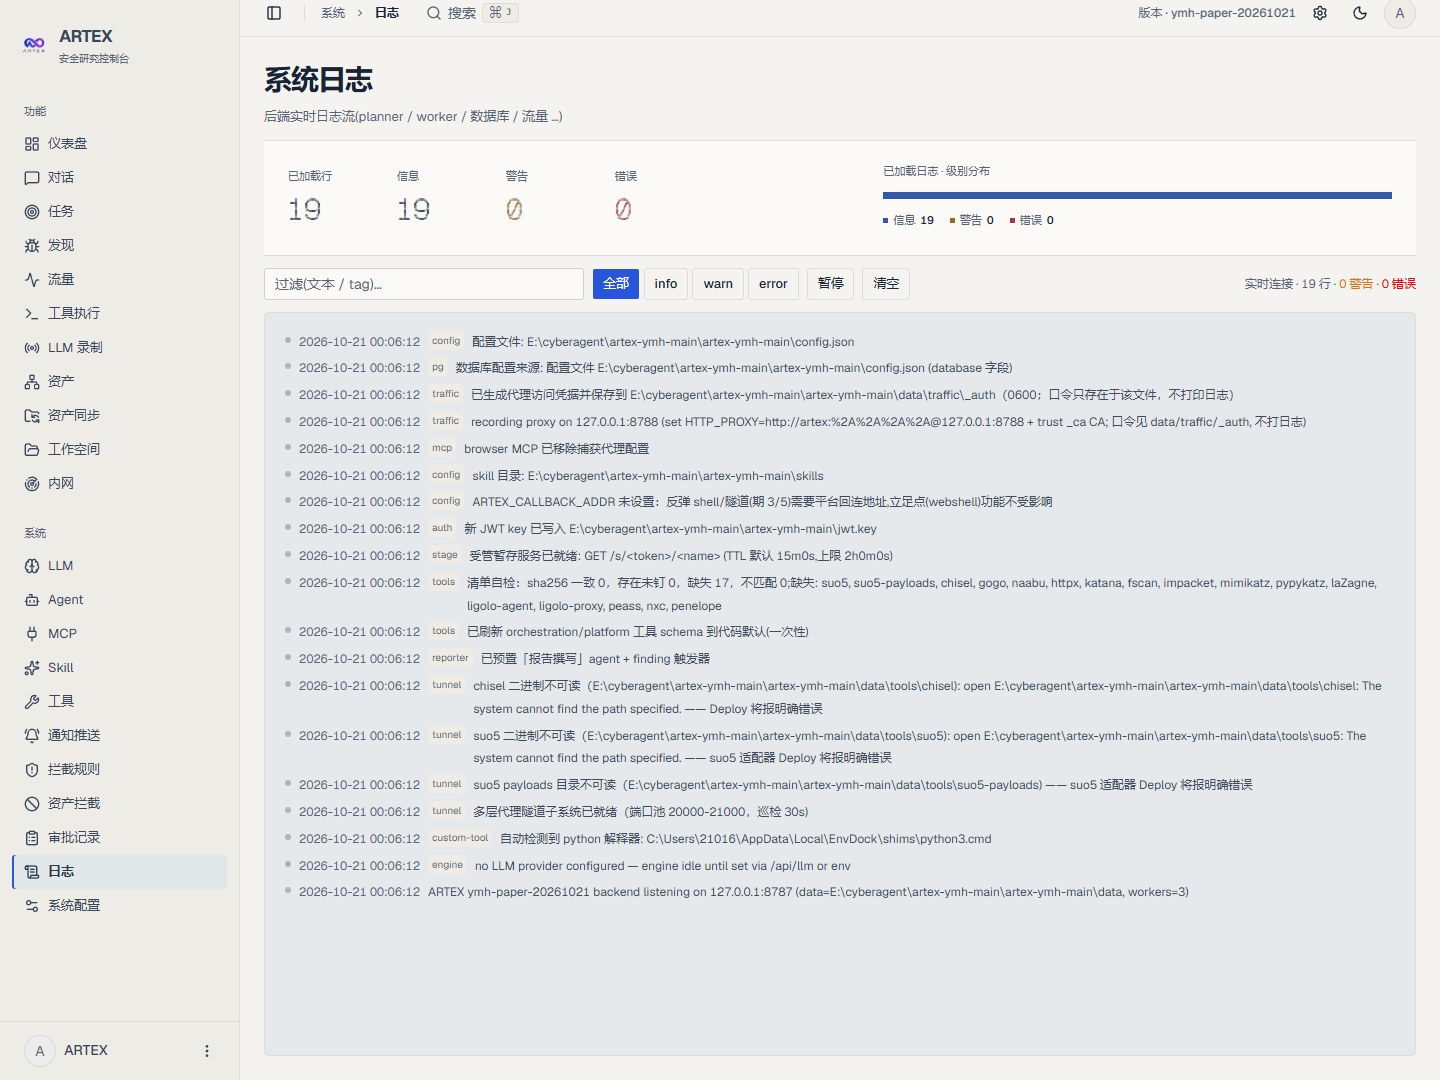 ARTEX
安全研究控制台
功能
仪表盘
对话
任务
发现
流量
工具执行
LLM 录制
资产
资产同步
工作空间
内网
系统
LLM
Agent
MCP
Skill
工具
通知推送
拦截规则
资产拦截
审批记录
日志
系统配置
A ARTEX
系统 > 日志 搜索 ⌘ J
版本 · ymh-paper-20261021 A
系统日志
后端实时日志流(planner / worker / 数据库 / 流量 ...)
已加载行 信息 警告 错误
19 19 0 0
已加载日志 · 级别分布
信息 19 警告 0 错误 0
过滤(文本 / tag)... 全部 info warn error 暂停 清空 实时连接 · 19 行 · 0 警告 · 0 错误
2026-10-21 00:06:12 config 配置文件: E:\cyberagent\artex-ymh-main\artex-ymh-main\config.json
2026-10-21 00:06:12 pg 数据库配置来源: 配置文件 E:\cyberagent\artex-ymh-main\artex-ymh-main\config.json (database 字段)
2026-10-21 00:06:12 traffic 已生成代理访问凭据并保存到 E:\cyberagent\artex-ymh-main\artex-ymh-main\data\traffic\_auth（0600；口令只存在于该文件，不打印日志）
2026-10-21 00:06:12 traffic recording proxy on 127.0.0.1:8788 (set HTTP_PROXY=http://artex:%2A%2A%2A%2A@127.0.0.1:8788 + trust _ca CA; 口令见 data/traffic/_auth, 不打日志)
2026-10-21 00:06:12 mcp browser MCP 已移除捕获代理配置
2026-10-21 00:06:12 config skill 目录: E:\cyberagent\artex-ymh-main\artex-ymh-main\skills
2026-10-21 00:06:12 config ARTEX_CALLBACK_ADDR 未设置：反弹 shell/隧道(期 3/5)需要平台回连地址,立足点(webshell)功能不受影响
2026-10-21 00:06:12 auth 新 JWT key 已写入 E:\cyberagent\artex-ymh-main\artex-ymh-main\jwt.key
2026-10-21 00:06:12 stage 受管暂存服务已就绪: GET /s/<token>/<name> (TTL 默认 15m0s,上限 2h0m0s)
2026-10-21 00:06:12 tools 清单自检：sha256 一致 0，存在未钉 0，缺失 17，不匹配 0;缺失: suo5, suo5-payloads, chisel, gogo, naabu, httpx, katana, fscan, impacket, mimikatz, pypykatz, laZagne,
ligolo-agent, ligolo-proxy, peass, nxc, penelope
2026-10-21 00:06:12 tools 已刷新 orchestration/platform 工具 schema 到代码默认(一次性)
2026-10-21 00:06:12 reporter 已预置「报告撰写」agent + finding 触发器
2026-10-21 00:06:12 tunnel chisel 二进制不可读（E:\cyberagent\artex-ymh-main\artex-ymh-main\data\tools\chisel): open E:\cyberagent\artex-ymh-main\artex-ymh-main\data\tools\chisel: The
system cannot find the path specified. —— Deploy 将报明确错误
2026-10-21 00:06:12 tunnel suo5 二进制不可读（E:\cyberagent\artex-ymh-main\artex-ymh-main\data\tools\suo5): open E:\cyberagent\artex-ymh-main\artex-ymh-main\data\tools\suo5: The
system cannot find the path specified. —— suo5 适配器 Deploy 将报明确错误
2026-10-21 00:06:12 tunnel suo5 payloads 目录不可读（E:\cyberagent\artex-ymh-main\artex-ymh-main\data\tools\suo5-payloads) —— suo5 适配器 Deploy 将报明确错误
2026-10-21 00:06:12 tunnel 多层代理隧道子系统已就绪（端口池 20000-21000，巡检 30s)
2026-10-21 00:06:12 custom-tool 自动检测到 python 解释器: C:\Users\21016\AppData\Local\EnvDock\shims\python3.cmd
2026-10-21 00:06:12 engine no LLM provider configured — engine idle until set via /api/llm or env
2026-10-21 00:06:12 ARTEX ymh-paper-20261021 backend listening on 127.0.0.1:8787 (data=E:\cyberagent\artex-ymh-main\artex-ymh-main\data, workers=3)